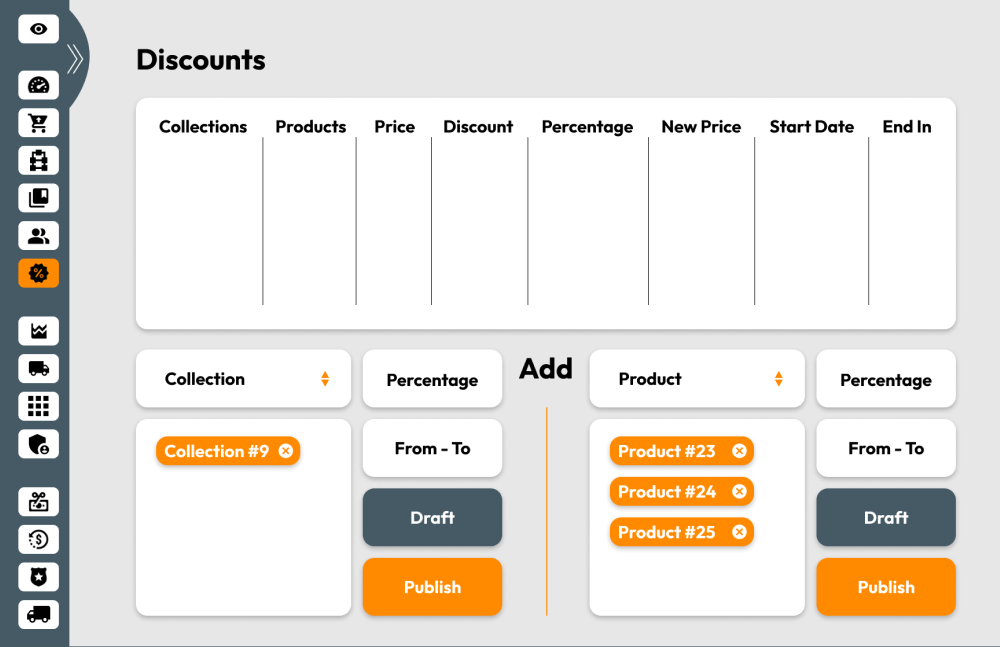 Discounts
Collections Products Price Discount Percentage New Price Start Date End In
Collection
Percentage
Collection #9
From - To
Draft
Publish
Add
Product
Percentage
Product #23
Product #24
Product #25
From - To
Draft
Publish